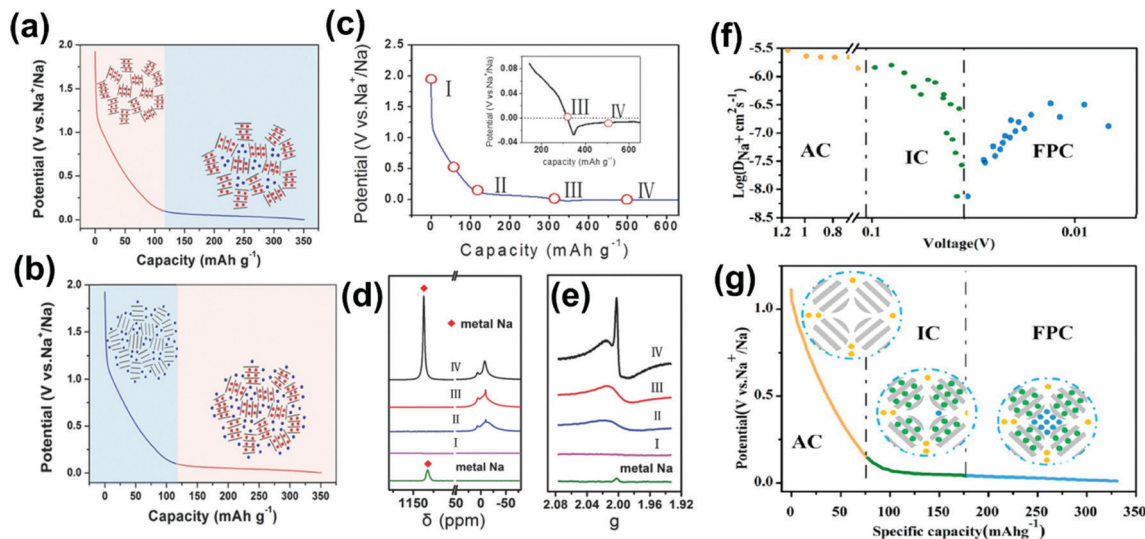 (a)
2.0
1.5
1.0
0.5
0.0
Potential (V vs.Na⁺/Na)
0 50 100 150 200 250 300 350
Capacity (mAh g⁻¹)
(b)
2.0
1.5
1.0
0.5
0.0
Potential (V vs.Na⁺/Na)
0 50 100 150 200 250 300 350
Capacity (mAh g⁻¹)
(c)
2.5
2.0
1.5
1.0
0.5
0.0
Potential (V vs.Na⁺/Na)
I
II
III
IV
0 100 200 300 400 500 600
Capacity (mAh g⁻¹)
0.08
0.04
0.00
-0.04
Potential (V vs.Na⁺/Na)
III
IV
200 400 600
capacity (mAh g⁻¹)
(d)
metal Na
IV
III
II
I
metal Na
1150 50 0 -50
δ (ppm)
(e)
IV
III
II
I
metal Na
2.08 2.04 2.00 1.96 1.92
g
(f)
-5.5
-6.0
-6.5
-7.0
-7.5
-8.0
-8.5
Log(D Na⁺ cm²s⁻¹)
AC
IC
FPC
1.2 1 0.8 0.1 0.01
Voltage(V)
(g)
1.0
0.5
0.0
Potential(V vs.Na⁺/Na)
IC
FPC
AC
0 50 100 150 200 250 300 350
Specific capacity(mAhg⁻¹)